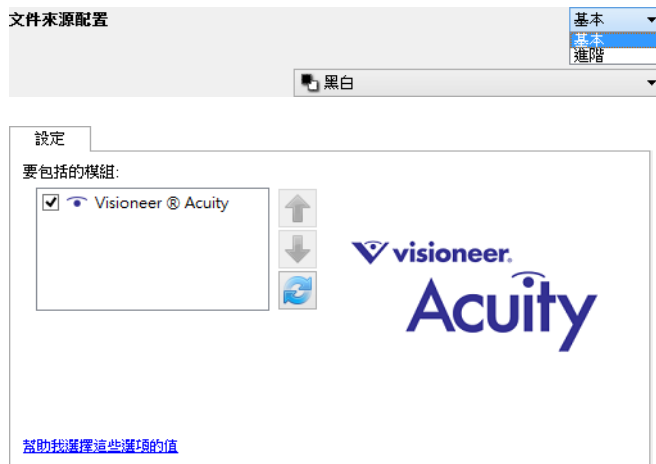 文件來源配置
基本
基本
進階
黑白
設定
要包括的模組:
Visioneer ® Acuity
visioneer.
Acuity
幫助我選擇這些選項的值